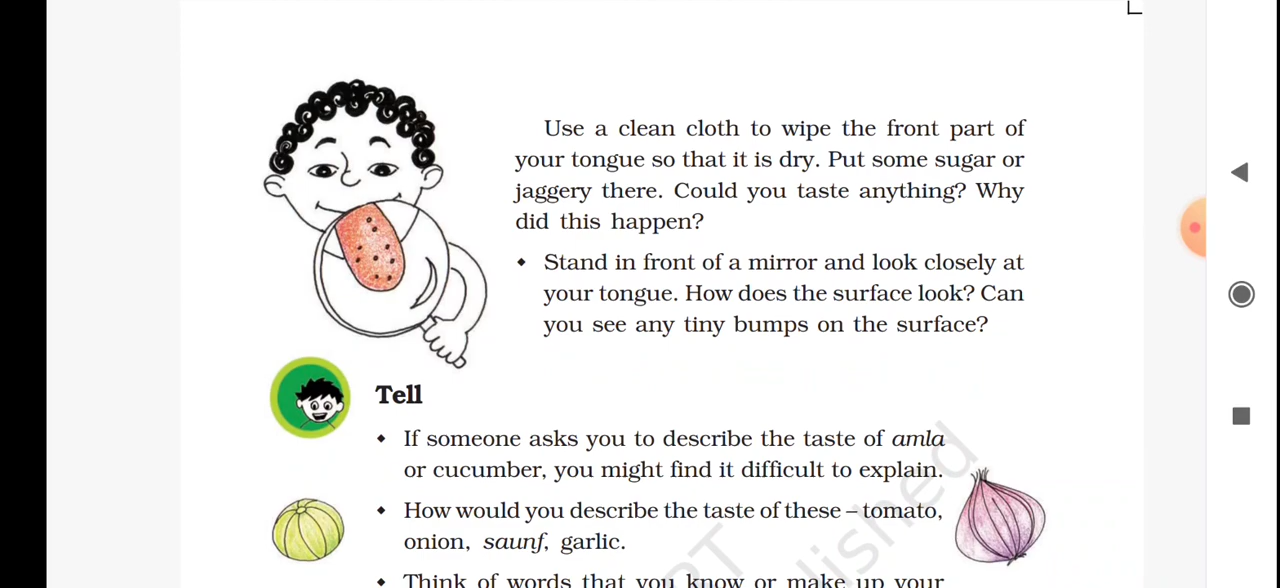 Use a clean cloth to wipe the front part of
your tongue so that it is dry. Put some sugar or
jaggery there. Could you taste anything? Why
did this happen?
• Stand in front of a mirror and look closely at
your tongue. How does the surface look? Can
you see any tiny bumps on the surface?
Tell
• If someone asks you to describe the taste of amla
or cucumber, you might find it difficult to explain.
• How would you describe the taste of these – tomato,
onion, saunf, garlic.
• Think of words that you know or make up your